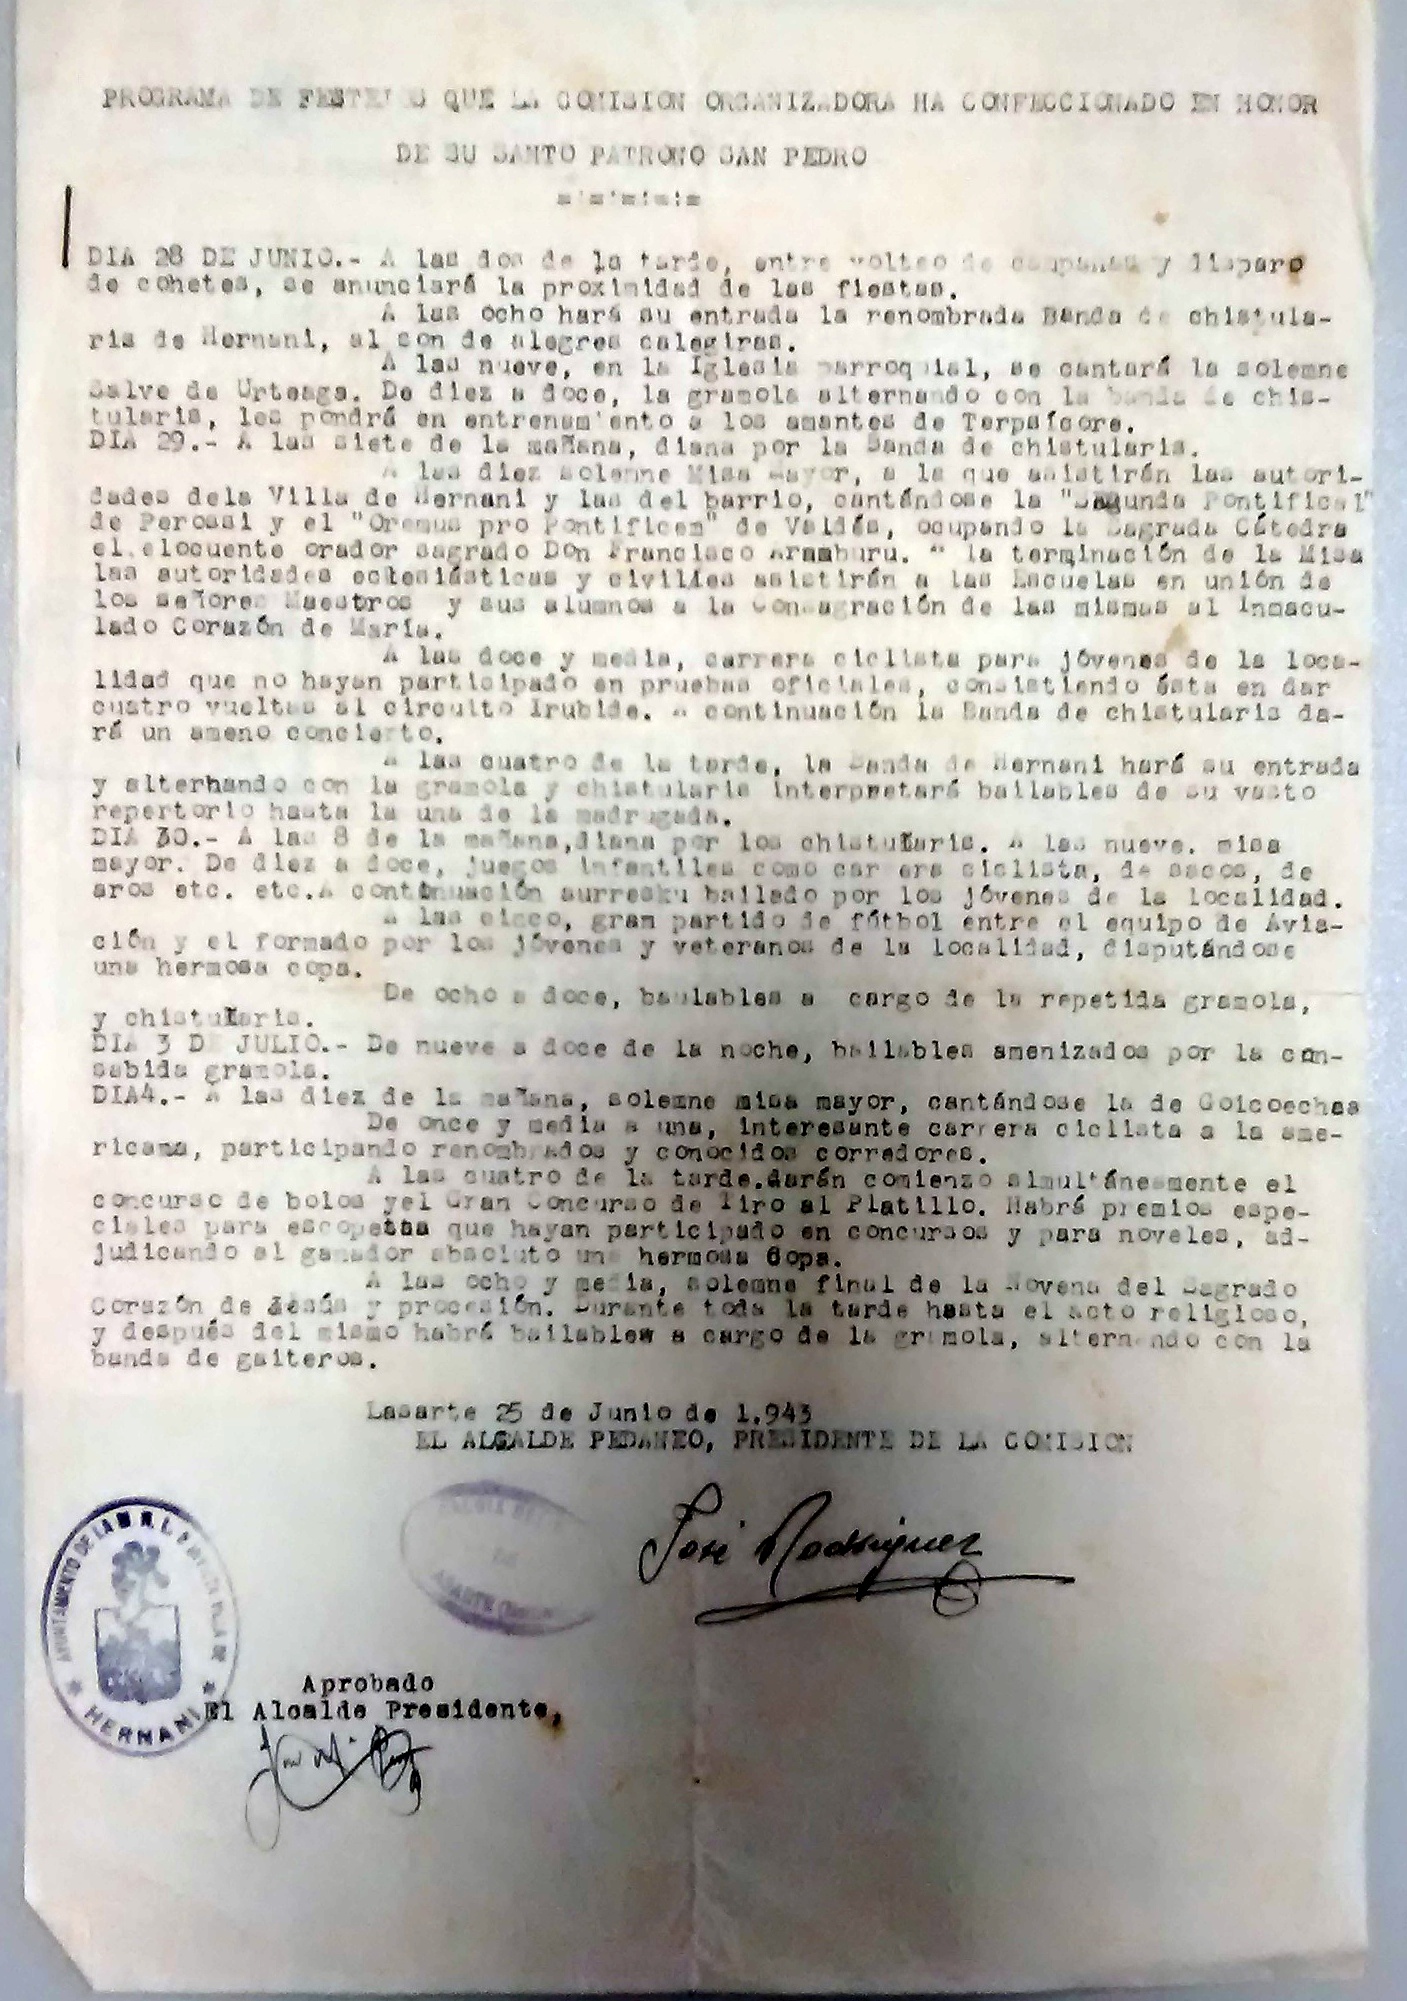 PROGRAMA DE FESTEJOS QUE LA COMISION ORGANIZADORA HA CONFECCIONADO EN HONOR
DE SU SANTO PATRONO SAN PEDRO
DIA 28 DE JUNIO.- A las dos de la tarde, entre volteo de campanas y disparo
de cohetes, se anunciará la proximidad de las fiestas.
A las ocho hará su entrada la renombrada Banda de chistula-
ris de Hernani, al son de alegres calegiras.
A las nueve, en la Iglesia parroquial, se cantará la solemne
Salve de Urteaga. De diez a doce, la gramola alternando con la banda de chis-
tularis, les pondrá en entrenamiento a los amantes de Terpsícore.
DIA 29.- A las siete de la mañana, diana por la Banda de chistularis.
A las diez solemne Misa Mayor, a la que asistirán las autori-
dades dela Villa de Hernani y las del barrio, cantándose la "Segunda Pontifical"
de Perossi y el "Oremus pro Pontificem" de Valdés, ocupando la Sagrada Cátedra
el elocuente orador sagrado Don Francisco Aramburu. A la terminación de la Misa
las autoridades eclesiásticas y civiles asistirán a las Escuelas en unión de
los señores Maestros y sus alumnos a la Consagración de las mismas al Inmacu-
lado Corazón de María.
A las doce y media, carrera ciclista para jóvenes de la loca-
lidad que no hayan participado en pruebas oficiales, consistiendo ésta en dar
cuatro vueltas al circuito Irubide. A continuación la Banda de chistularis da-
rá un ameno concierto.
A las cuatro de la tarde, la Banda de Hernani hará su entrada
y alternando con la gramola y chistularis interpretará bailables de su vasto
repertorio hasta la una de la madrugada.
DIA 30.- A las 8 de la mañana,diana por los chistularis. A las nueve. misa
mayor. De diez a doce, juegos infantiles como carrera ciclista, de sacos, de
aros etc. etc.A continuación aurresku bailado por los jóvenes de la localidad.
A las cinco, gran partido de fútbol entre el equipo de Avia-
ción y el formado por los jóvenes y veteranos de la localidad, disputándose
una hermosa copa.
De ocho a doce, baulables a cargo de la repetida gramola,
y chistularis.
DIA 3 DE JULIO.- De nueve a doce de la noche, bailables amenizados por la con-
sabida gramola.
DIA4.- A las diez de la mañana, solemne misa mayor, cantándose la de Goicoechea
De once y media a una, interesante carrera ciclista a la ame-
ricana, participando renombrados y conocidos corredores.
A las cuatro de la tarde.darán comienzo simultáneamente el
concurso de bolos yel Gran Concurso de Tiro al Platillo. Habrá premios espe-
ciales para escopetas que hayan participado en concursos y para noveles, ad-
judicando al ganador absoluto una hermosa Copa.
A las ocho y media, solemne final de la Novena del Sagrado
Corazón de Jesús y procesión. Durante toda la tarde hasta el acto religioso,
y después del mismo habrá bailables a cargo de la gramola, alternando con la
banda de gaiteros.
Lasarte 25 de Junio de 1.943
EL ALCALDE PEDANEO, PRESIDENTE DE LA COMISION
José Rodriguez
AYUNTAMIENTO DE LA M. N. L. VILLA DE
HERNANI
Aprobado
El Alcalde Presidente,